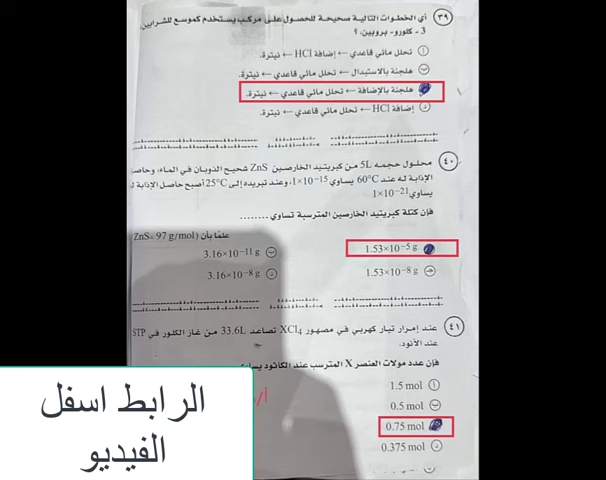 ٣٩ أي الخطوات التالية صحيحة للحصول على مركب يستخدم كموسع للشرايين
3 - كلورو- بروبين، ؟
أ تحلل مائي قاعدي ← إضافة HCl ← نيترة.
ب هلجنة بالاستبدال ← تحلل مائي قاعدي ← نيترة.
هلجنة بالإضافة ← تحلل مائي قاعدي ← نيترة.
د إضافة HCl ← تحلل مائي قاعدي ← نيترة.
٤٠ محلول حجمه 5L من كبريتيد الخارصين ZnS شحيح الذوبان في الماء، وحاصل
الإذابة له عند 60°C يساوي 1×10⁻¹⁵، وعند تبريده إلى 25°C أصبح حاصل الإذابة
يساوي 1×10⁻²¹
فإن كتلة كبريتيد الخارصين المترسبة تساوي ........
علمًا بأن (ZnS= 97 g/mol
1.53×10⁻⁵ g
ب 3.16×10⁻¹¹ g
ج 1.53×10⁻⁸ g
د 3.16×10⁻⁸ g
٤١ عند إمرار تيار كهربي في مصهور XCl₄ تصاعد 33.6L من غاز الكلور في STP
عند الأنود.
فإن عدد مولات العنصر X المترسب عند الكاثود يساوي
أ 1.5 mol
ب 0.5 mol
0.75 mol
د 0.375 mol
الرابط اسفل
الفيديو